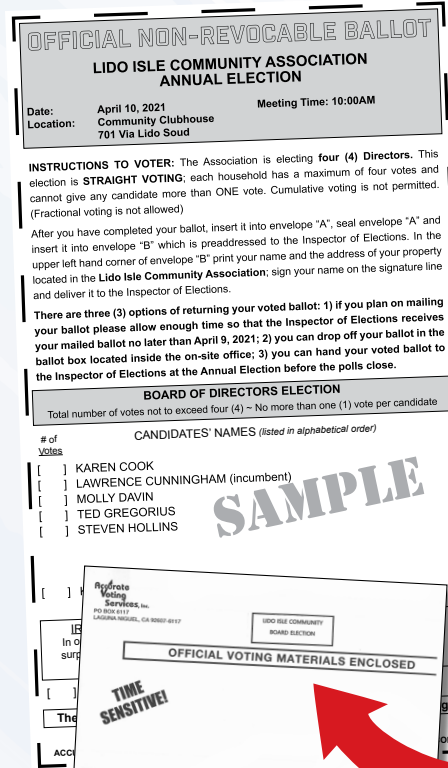 OFFICIAL NON-REVOCABLE BALLOT
LIDO ISLE COMMUNITY ASSOCIATION
ANNUAL ELECTION
Date: April 10, 2021 Meeting Time: 10:00AM
Location: Community Clubhouse
701 Via Lido Soud
INSTRUCTIONS TO VOTER: The Association is electing four (4) Directors. This
election is STRAIGHT VOTING; each household has a maximum of four votes and
cannot give any candidate more than ONE vote. Cumulative voting is not permitted.
(Fractional voting is not allowed)
After you have completed your ballot, insert it into envelope "A", seal envelope "A" and
insert it into envelope "B" which is preaddressed to the Inspector of Elections. In the
upper left hand corner of envelope "B" print your name and the address of your property
located in the Lido Isle Community Association; sign your name on the signature line
and deliver it to the Inspector of Elections.
There are three (3) options of returning your voted ballot: 1) if you plan on mailing
your ballot please allow enough time so that the Inspector of Elections receives
your mailed ballot no later than April 9, 2021; 2) you can drop off your ballot in the
ballot box located inside the on-site office; 3) you can hand your voted ballot to
the Inspector of Elections at the Annual Election before the polls close.
BOARD OF DIRECTORS ELECTION
Total number of votes not to exceed four (4) ~ No more than one (1) vote per candidate
# of
Votes
CANDIDATES' NAMES (listed in alphabetical order)
[ ] KAREN COOK
[ ] LAWRENCE CUNNINGHAM (incumbent)
[ ] MOLLY DAVIN
[ ] TED GREGORIUS
[ ] STEVEN HOLLINS
SAMPLE
[ ]
IR
In o
surp
[ ]
The
ACC
Accurate
Voting
Services, Inc.
PO BOX 6117
LAGUNA NIGUEL, CA 92607-6117
LIDO ISLE COMMUNITY
BOARD ELECTION
OFFICIAL VOTING MATERIALS ENCLOSED
TIME
SENSITIVE!